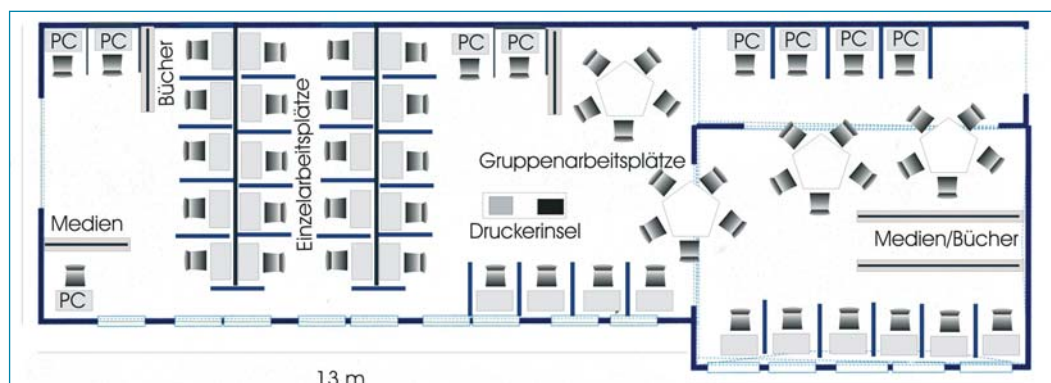 PC PC
Bücher
Einzelarbeitsplätze
PC PC
PC PC PC PC
Gruppenarbeitsplätze
Medien
Druckerinsel
Medien/Bücher
PC
13 m